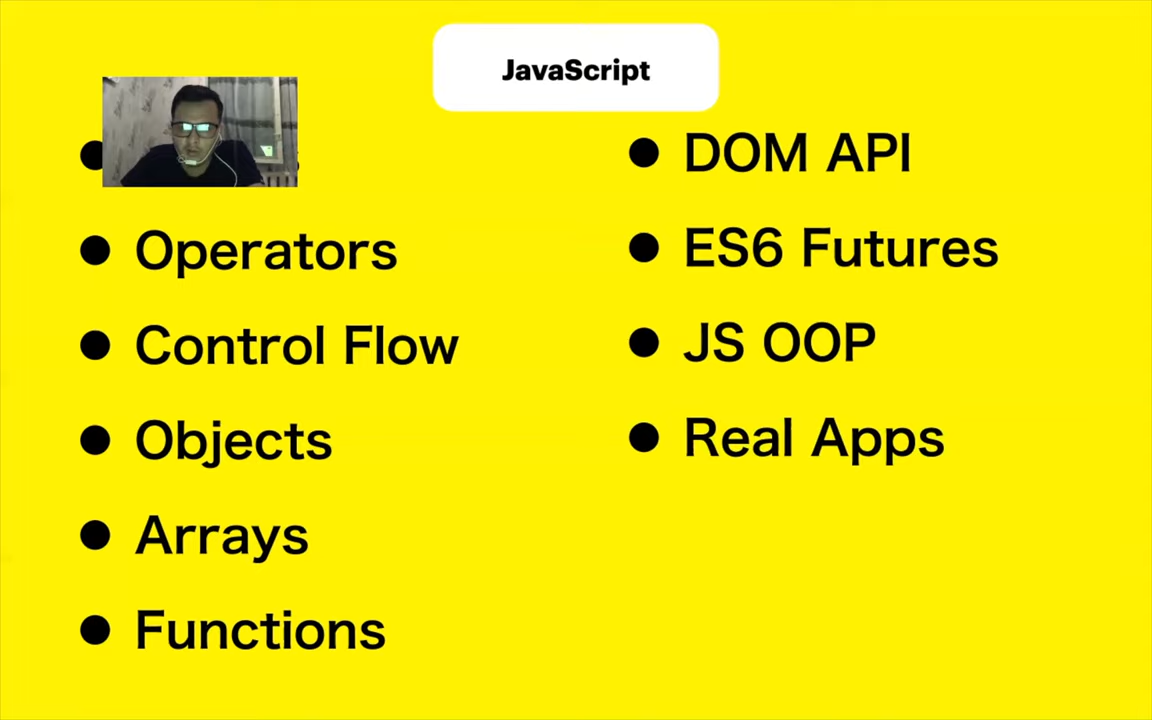 JavaScript
Operators
Control Flow
Objects
Arrays
Functions
DOM API
ES6 Futures
JS OOP
Real Apps